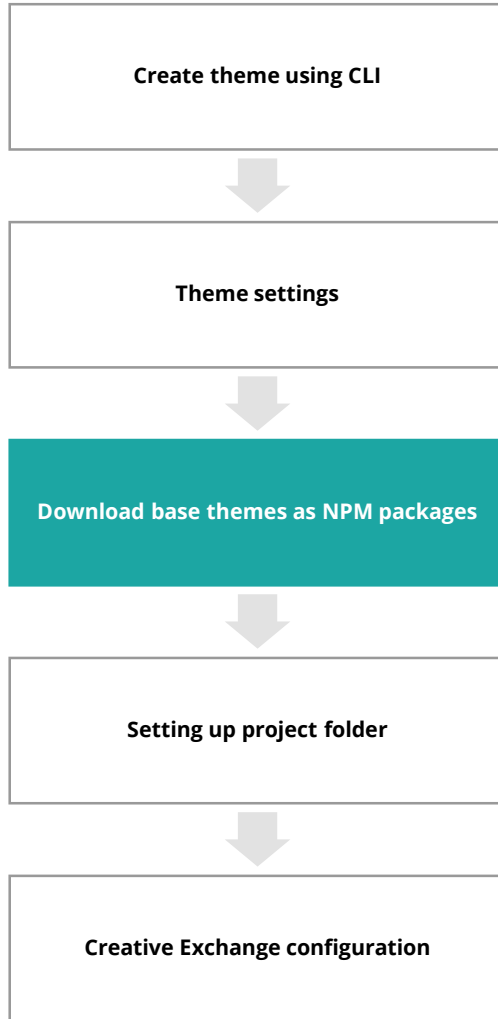 Create theme using CLI
Theme settings
Download base themes as NPM packages
Setting up project folder
Creative Exchange configuration